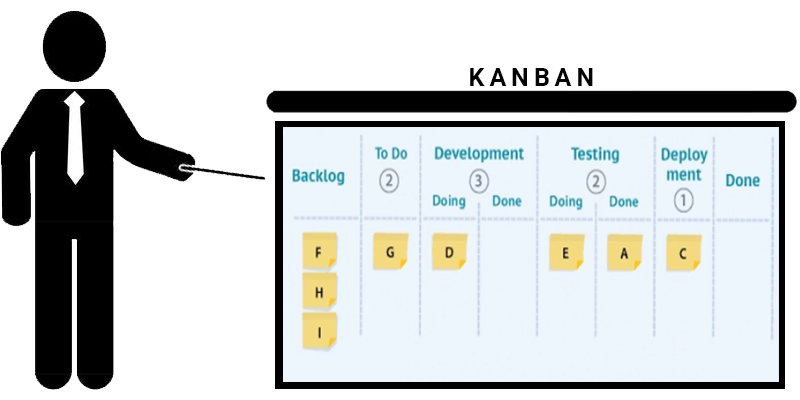 KANBAN
Backlog
To Do
2
Development
3
Doing
Done
Testing
2
Doing
Done
Deploy
ment
1
Done
F
H
I
G
D
E
A
C